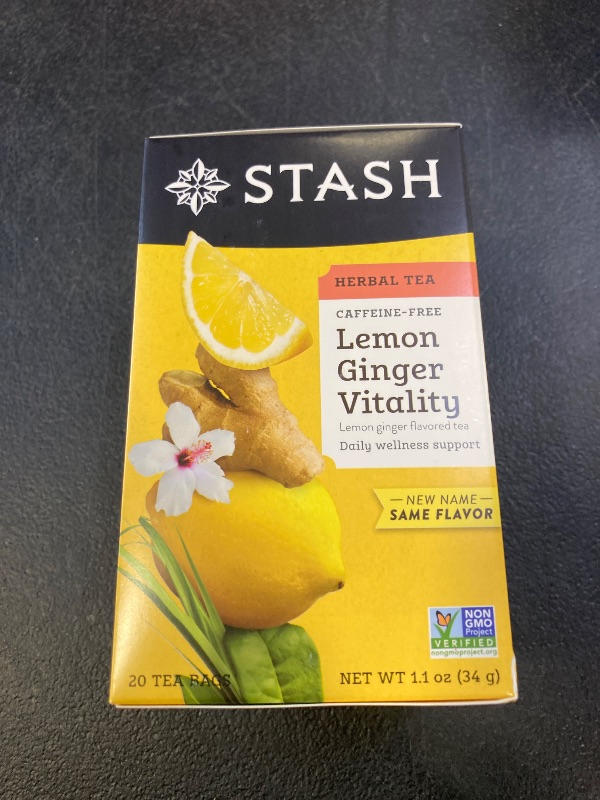 STASH
HERBAL TEA
CAFFEINE-FREE
Lemon
Ginger
Vitality
Lemon ginger flavored tea
Daily wellness support
NEW NAME
SAME FLAVOR
NON
GMO
Project
VERIFIED
nongmoproject.org
20 TEA BAGS
NET WT 1.1 oz (34 g)